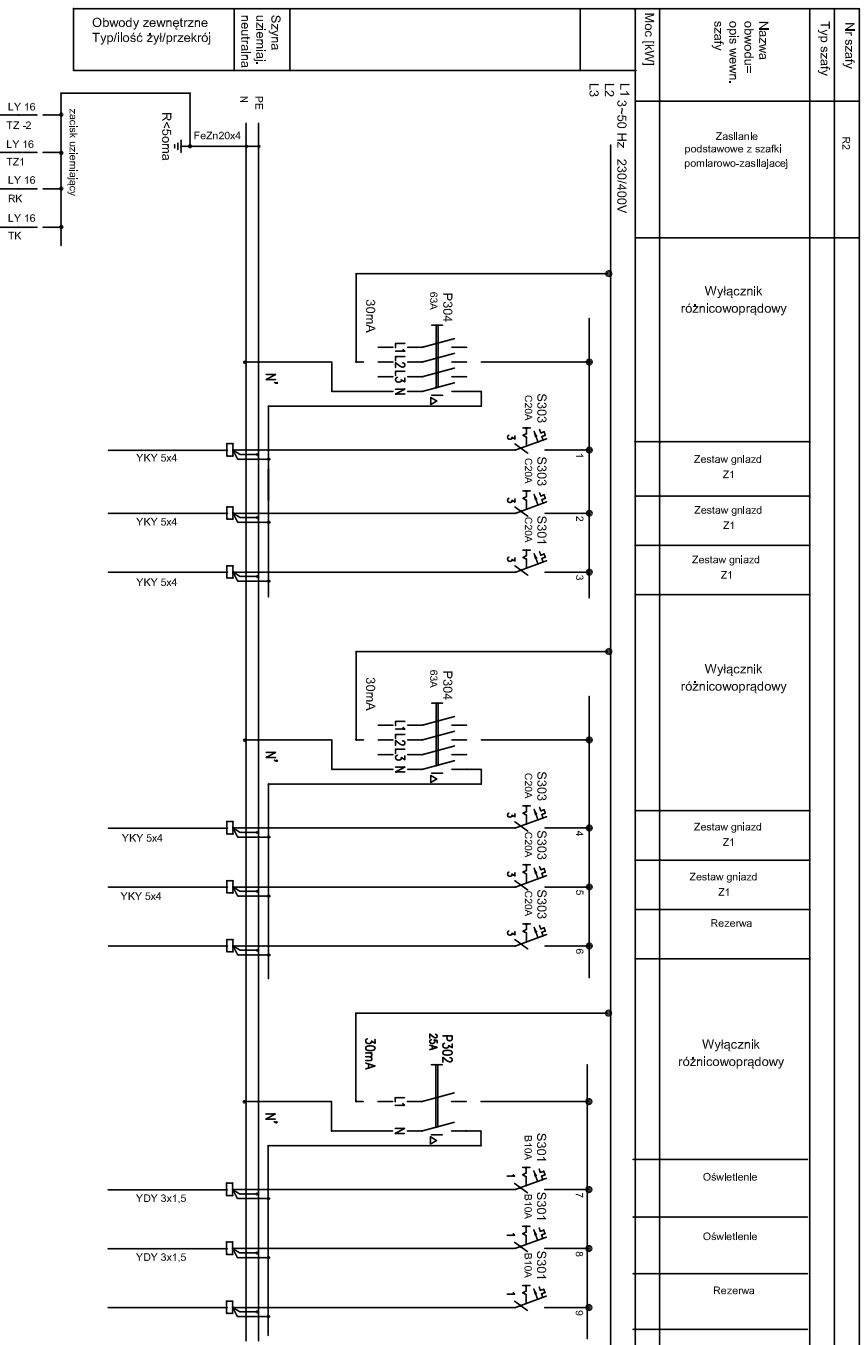 Nr szafy
R2
Typ szafy
Nazwa
obwodu=
opis wewn.
szafy
Zasilanie
podstawowe z szafki
pomiarowo-zasilajacej
Wyłącznik
różnicowoprądowy
Zestaw gniazd
Z1
Zestaw gniazd
Z1
Zestaw gniazd
Z1
Wyłącznik
różnicowoprądowy
Zestaw gniazd
Z1
Zestaw gniazd
Z1
Rezerwa
Wyłącznik
różnicowoprądowy
Oświetlenie
Oświetlenie
Rezerwa
Moc [kW]
L1 3~50 Hz 230/400V
L2
L3
P304
63A
30mA
L1 L2 L3 N
N'
S303
C20A
3
1
S303
C20A
3
2
S301
C20A
3
3
P304
63A
30mA
L1 L2 L3 N
N'
S303
C20A
3
4
S303
C20A
3
5
S303
C20A
3
6
P302
25A
30mA
L1 N
N'
S301
B10A
1
7
S301
B10A
1
8
S301
B10A
1
9
Szyna
uziemiaj.
neutralna
PE
N
FeZn20x4
R<5oma
zacisk uziemiający
Obwody zewnętrzne
Typ/ilość żył/przekrój
LY 16
TZ -2
LY 16
TZ1
LY 16
RK
LY 16
TK
YKY 5x4
YKY 5x4
YKY 5x4
YKY 5x4
YKY 5x4
YDY 3x1,5
YDY 3x1,5